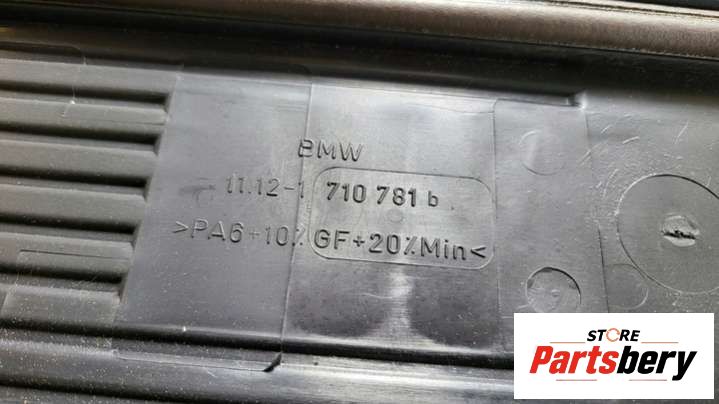 BMW
11.12-1 710 781 b
>PA6+10%GF+20%Min<
STORE
Partsbery